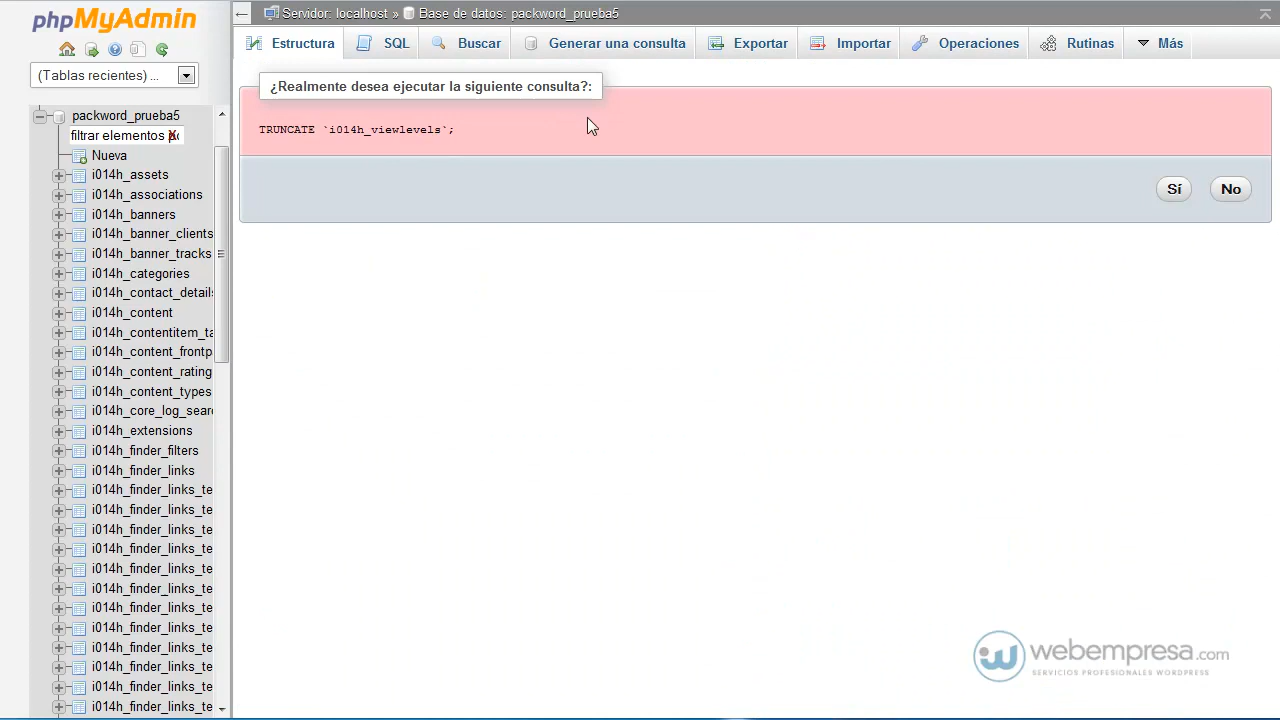 phpMyAdmin
(Tablas recientes) ...
packword_prueba5
filtrar elementos
Nueva
i014h_assets
i014h_associations
i014h_banners
i014h_banner_clients
i014h_banner_tracks
i014h_categories
i014h_contact_details
i014h_content
i014h_contentitem_ta
i014h_content_frontp
i014h_content_rating
i014h_content_types
i014h_core_log_sear
i014h_extensions
i014h_finder_filters
i014h_finder_links
i014h_finder_links_te
i014h_finder_links_te
i014h_finder_links_te
i014h_finder_links_te
i014h_finder_links_te
i014h_finder_links_te
i014h_finder_links_te
i014h_finder_links_te
i014h_finder_links_te
i014h_finder_links_te
i014h_finder_links_te
i014h_finder_links_te
Servidor: localhost » Base de datos: packword_prueba5
Estructura SQL Buscar Generar una consulta Exportar Importar Operaciones Rutinas Más
¿Realmente desea ejecutar la siguiente consulta?:
TRUNCATE `i014h_viewlevels`;
Sí No
webempresa.com
SERVICIOS PROFESIONALES WORDPRESS